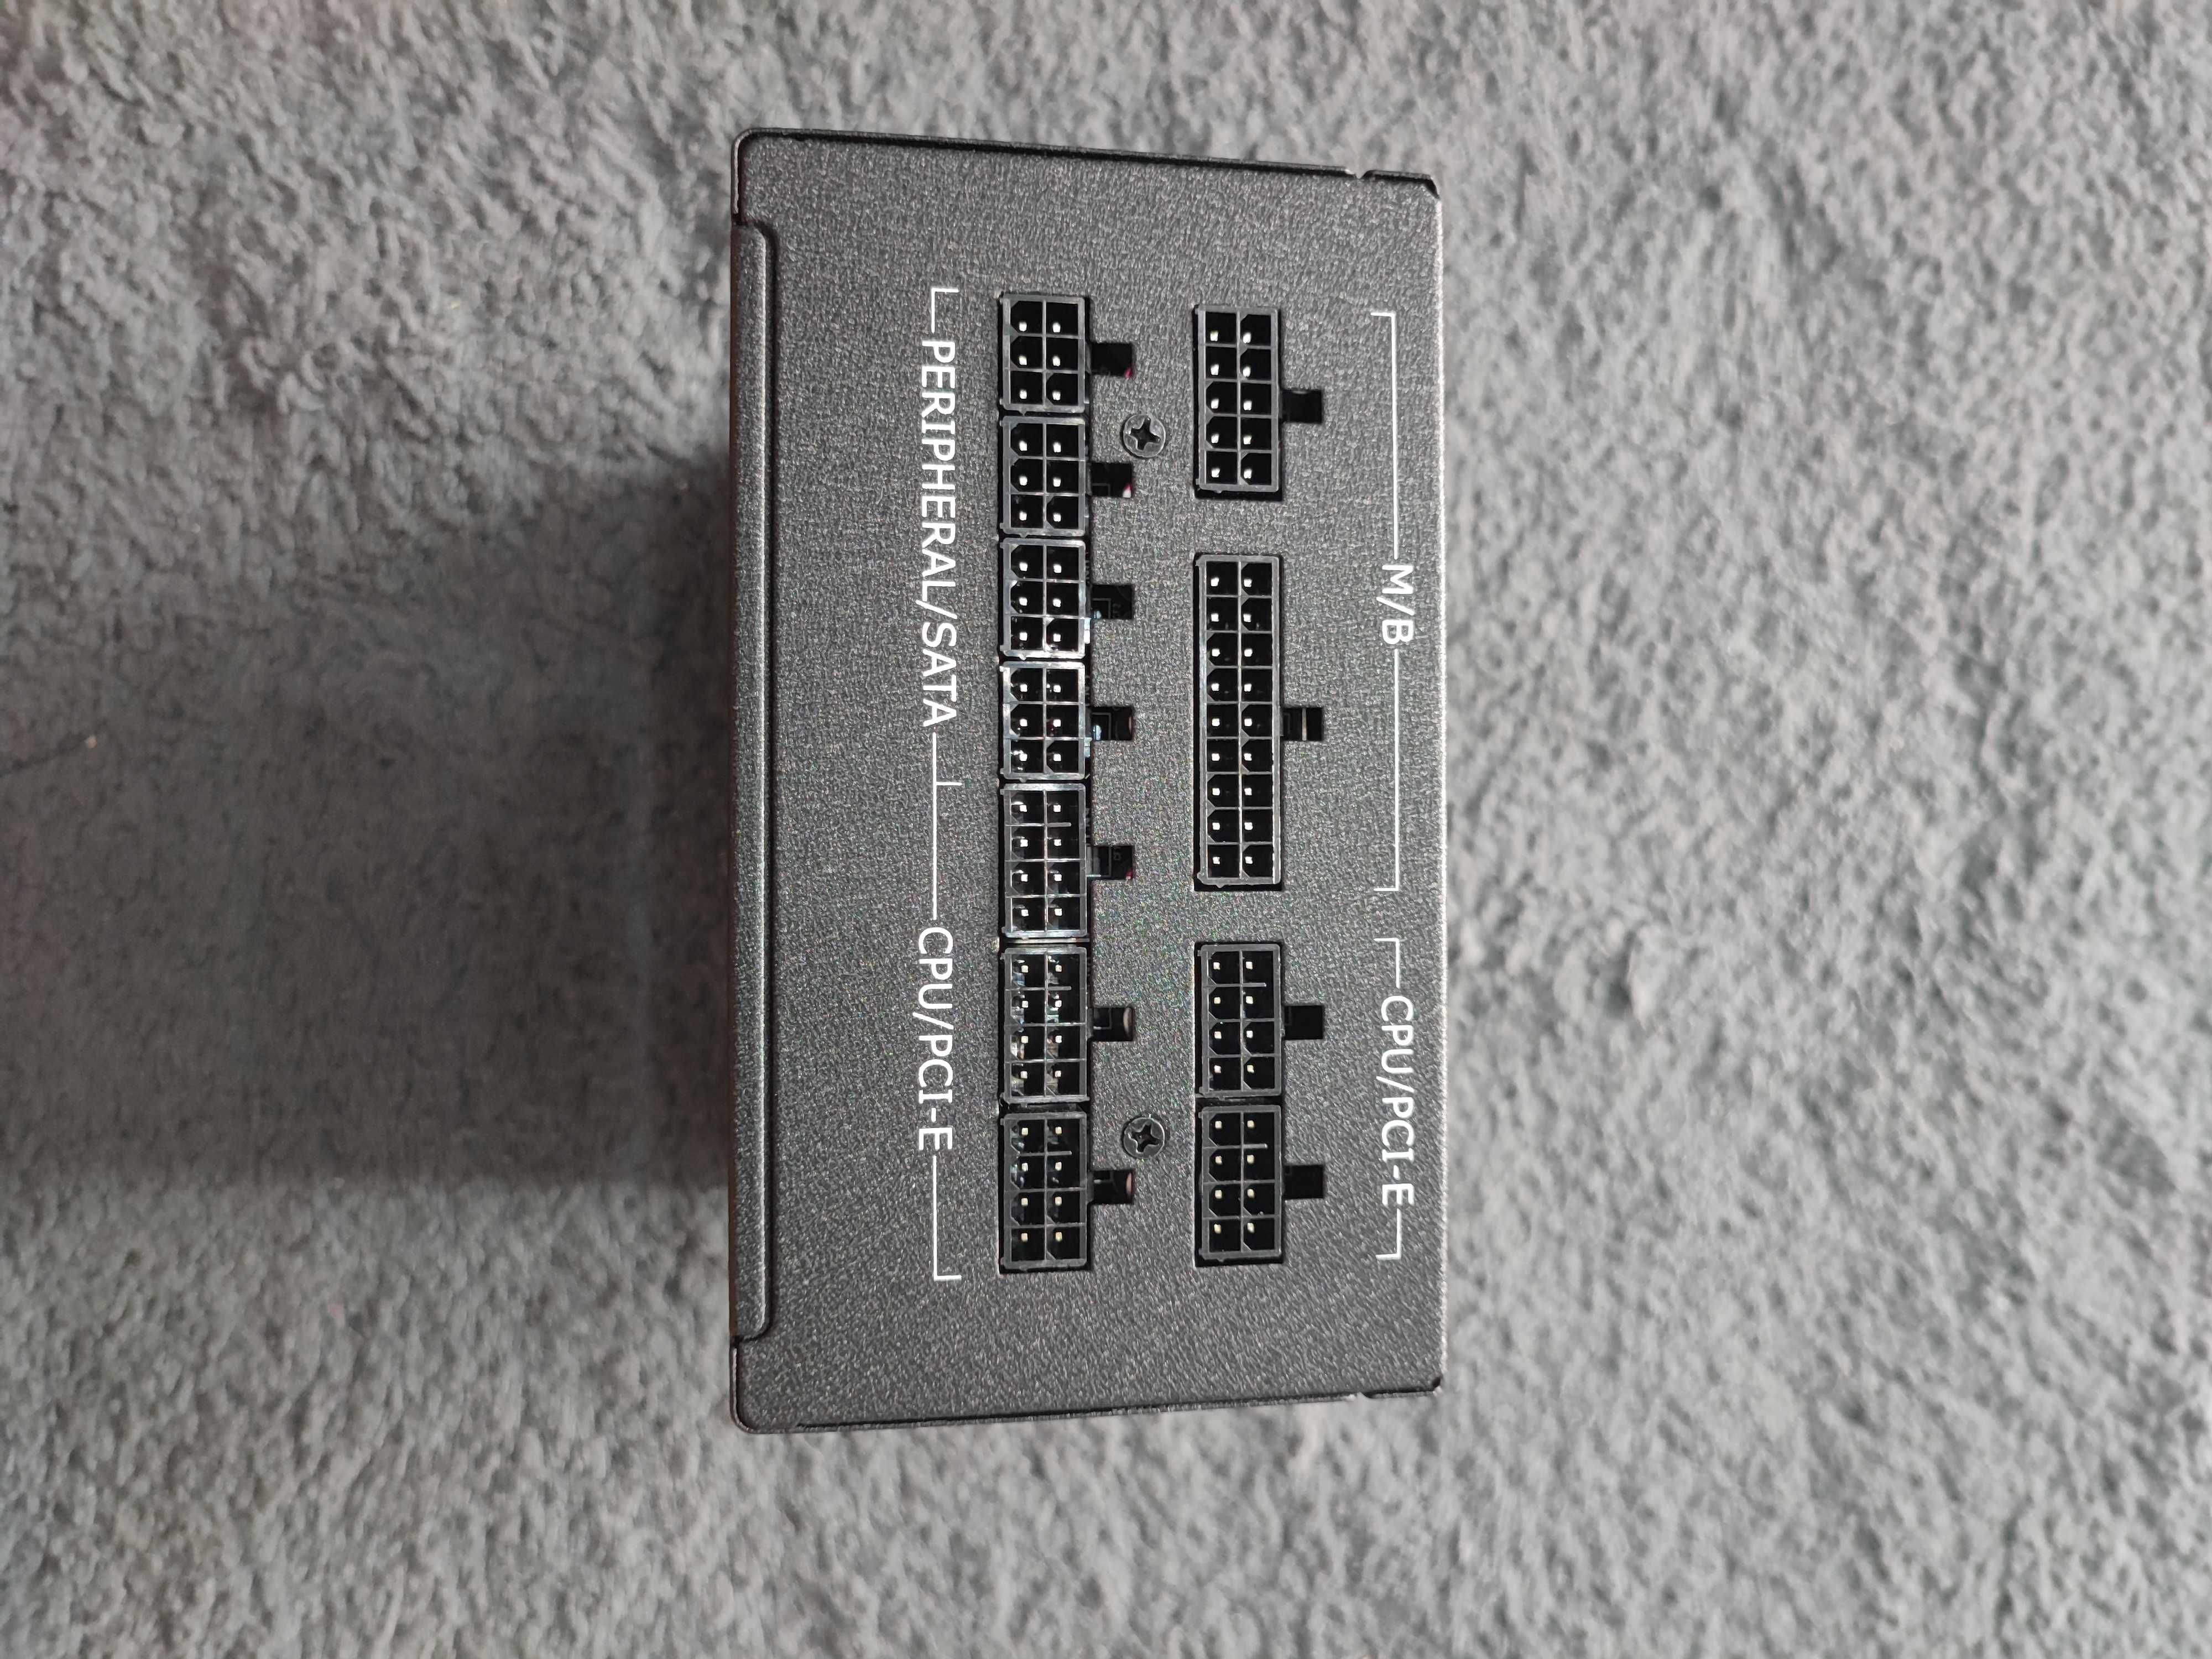 M/B
CPU/PCI-E
PERIPHERAL/SATA
CPU/PCI-E